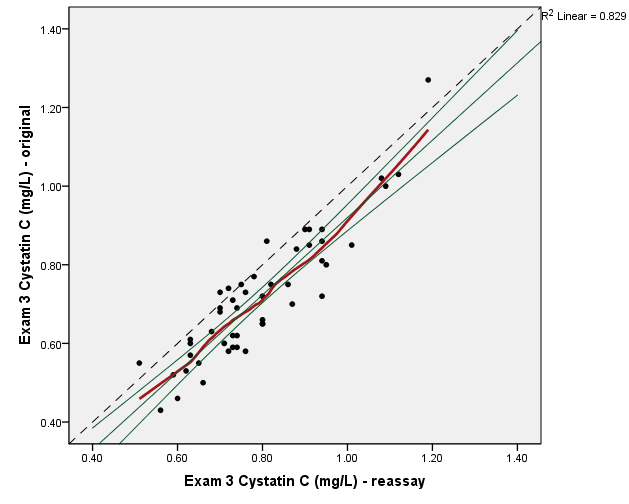 R² Linear = 0.829
Exam 3 Cystatin C (mg/L) - original
1.40
1.20
1.00
0.80
0.60
0.40
0.40 0.60 0.80 1.00 1.20 1.40
Exam 3 Cystatin C (mg/L) - reassay